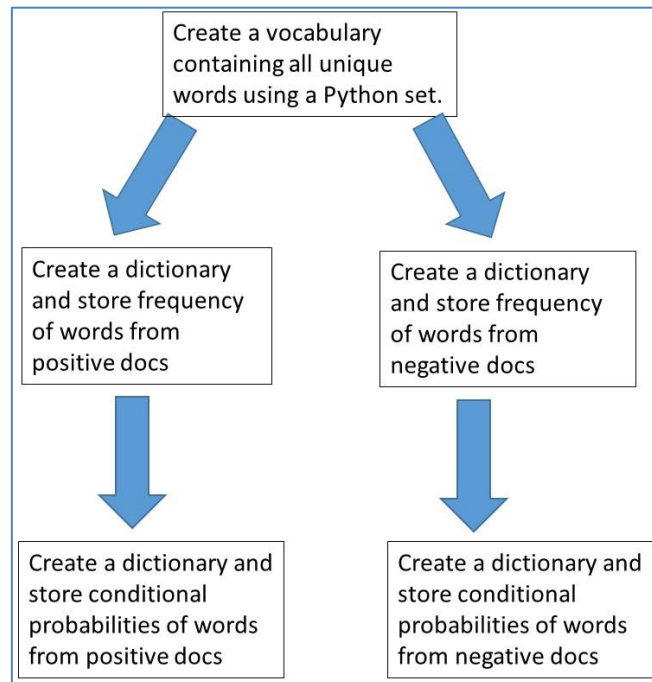 Create a vocabulary
containing all unique
words using a Python set.
Create a dictionary
and store frequency
of words from
positive docs
Create a dictionary
and store frequency
of words from
negative docs
Create a dictionary and
store conditional
probabilities of words
from positive docs
Create a dictionary and
store conditional
probabilities of words
from negative docs